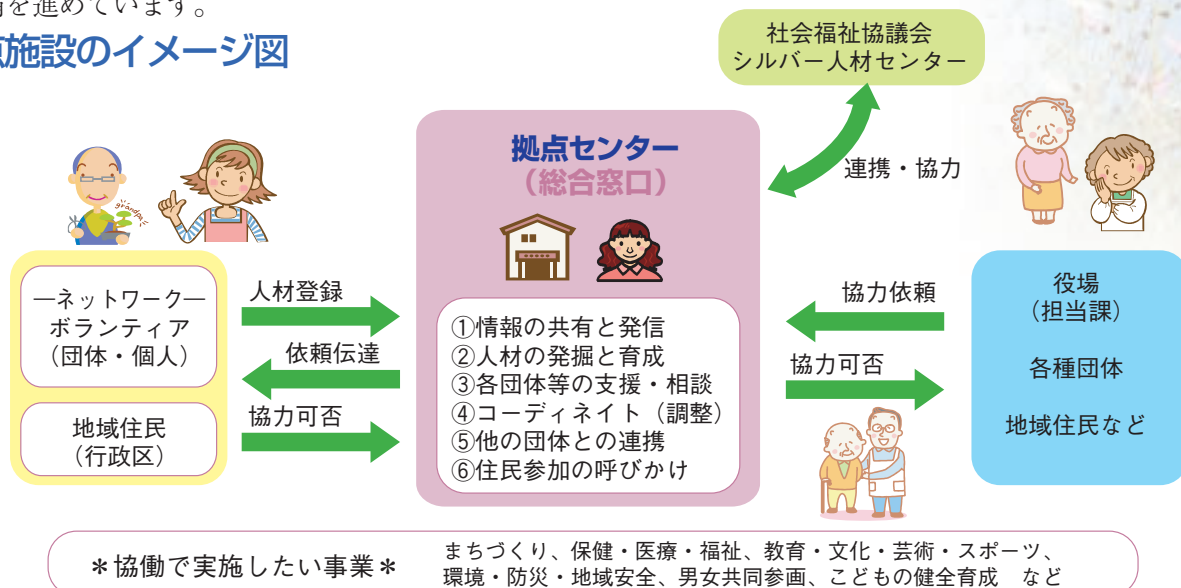 を進めています。
施設のイメージ図
社会福祉協議会
シルバー人材センター
連携・協力
拠点センター
（総合窓口）
grandpa
―ネットワーク―
ボランティア
（団体・個人）
地域住民
（行政区）
人材登録
依頼伝達
協力可否
①情報の共有と発信
②人材の発掘と育成
③各団体等の支援・相談
④コーディネイト（調整）
⑤他の団体との連携
⑥住民参加の呼びかけ
協力依頼
協力可否
役場
（担当課）
各種団体
地域住民など
＊協働で実施したい事業＊
まちづくり、保健・医療・福祉、教育・文化・芸術・スポーツ、
環境・防災・地域安全、男女共同参画、こどもの健全育成　など